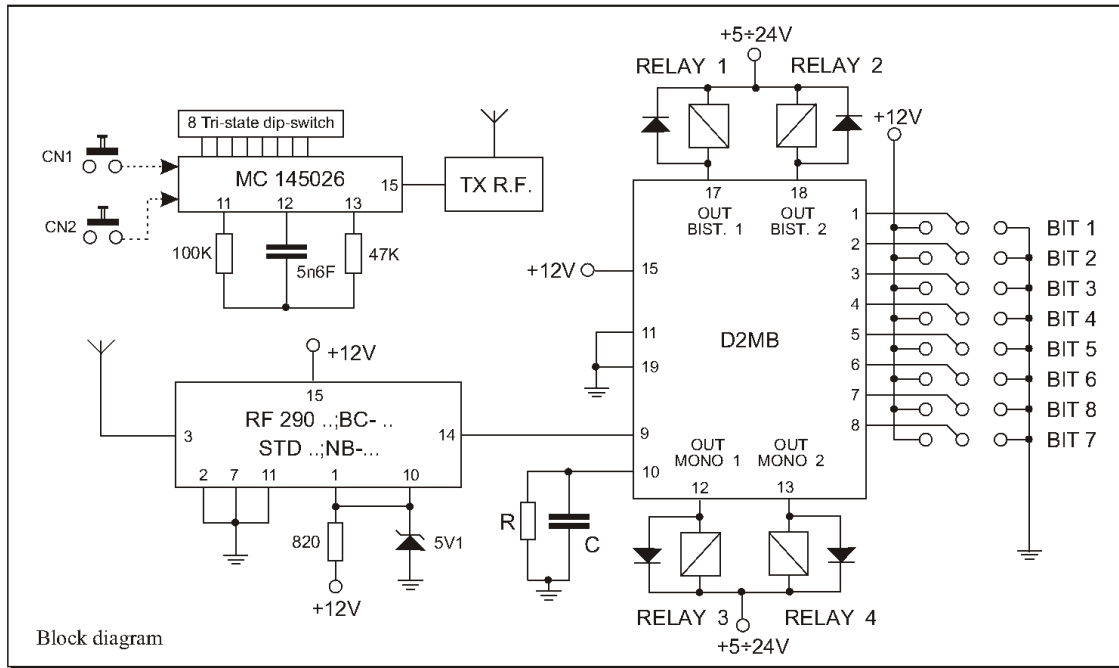 +5÷24V
RELAY 1
RELAY 2
+12V
8 Tri-state dip-switch
CN1
MC 145026
15
TX R.F.
CN2
11
12
13
100K
5n6F
47K
17
18
OUT
BIST. 1
OUT
BIST. 2
+12V
15
11
19
D2MB
9
10
OUT
MONO 1
OUT
MONO 2
12
13
1
2
3
4
5
6
7
8
BIT 1
BIT 2
BIT 3
BIT 4
BIT 5
BIT 6
BIT 8
BIT 7
+12V
15
RF 290 ..;BC- ..
STD ..;NB-...
3
14
2
7
11
1
10
820
5V1
+12V
R
C
RELAY 3
RELAY 4
+5÷24V
Block diagram